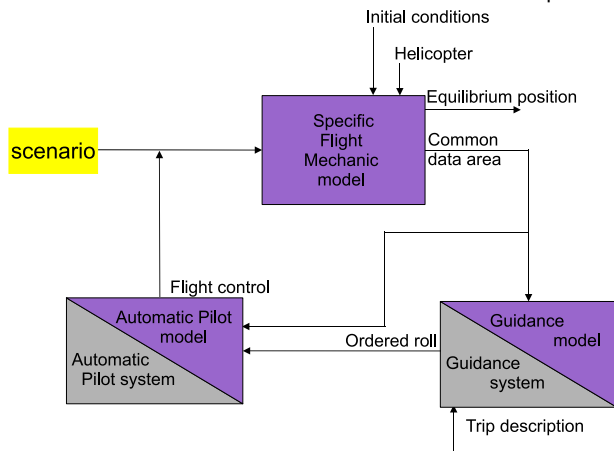 Initial conditions
Helicopter
Equilibrium position
Specific
Flight
Mechanic
model
Common
data area
scenario
Flight control
Automatic Pilot
model
Automatic
Pilot system
Ordered roll
Guidance
model
Guidance
system
Trip description